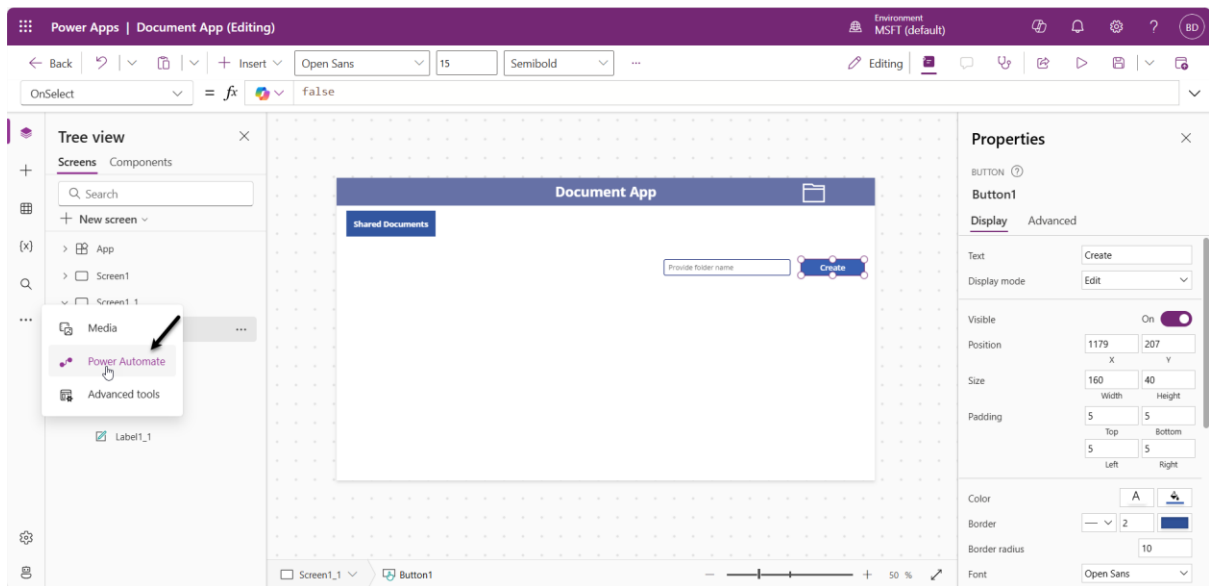 Power Apps | Document App (Editing)
Environment
MSFT (default)
?
BD
Back
Insert
Open Sans
15
Semibold
...
Editing
OnSelect
= fx
false
Tree view
Screens
Components
Search
New screen
App
Screen1
Screen1_1
Media
Power Automate
Advanced tools
...
Label1_1
Document App
Shared Documents
Provide folder name
Create
Screen1_1
Button1
50 %
Properties
BUTTON ?
Button1
Display
Advanced
Text
Create
Display mode
Edit
Visible
On
Position
1179
207
X
Y
Size
160
40
Width
Height
Padding
5
5
Top
Bottom
5
5
Left
Right
Color
A
Border
2
Border radius
10
Font
Open Sans